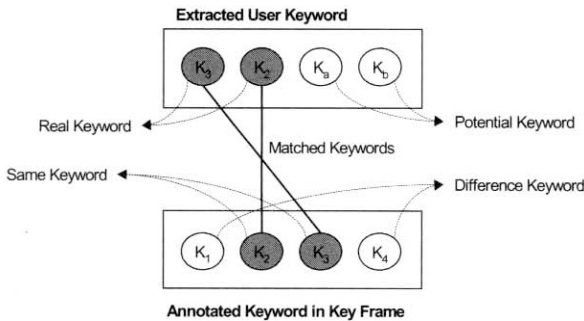 Extracted User Keyword
K3 K2 Ka Kb
Real Keyword
Potential Keyword
Matched Keywords
Same Keyword
Difference Keyword
K1 K2 K3 K4
Annotated Keyword in Key Frame